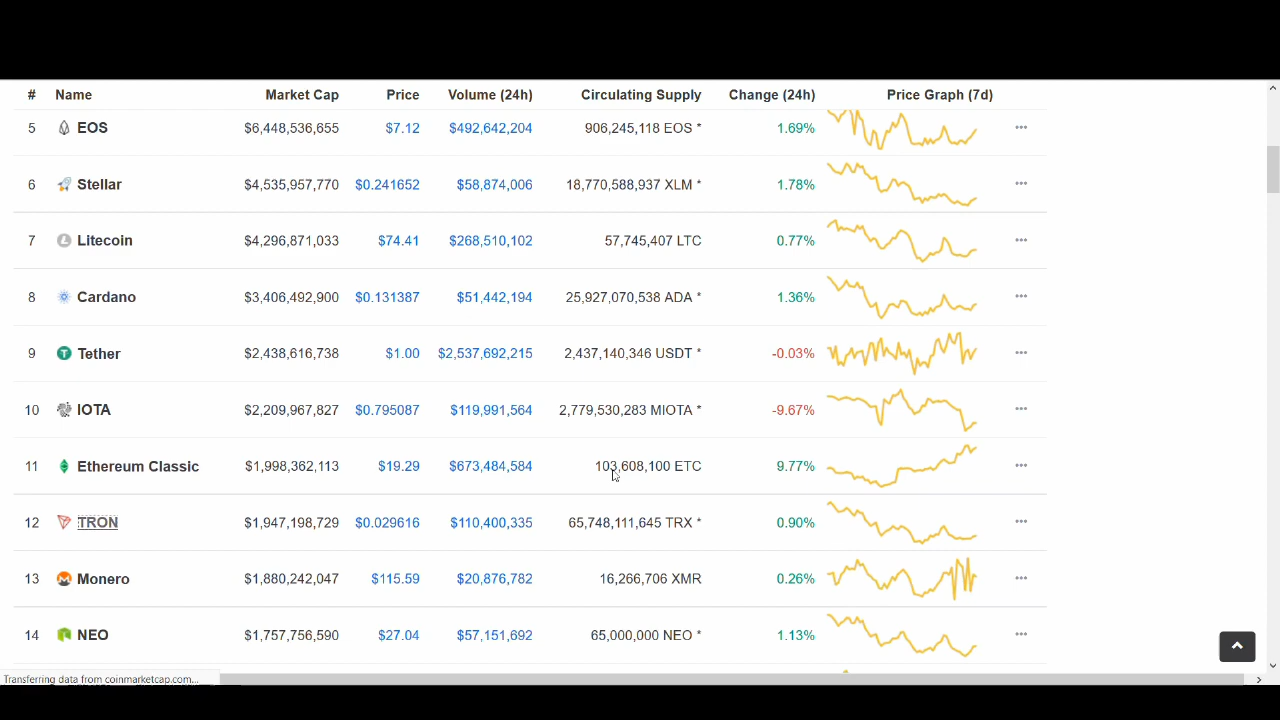 # Name Market Cap Price Volume (24h) Circulating Supply Change (24h) Price Graph (7d)
5 EOS $6,448,536,655 $7.12 $492,642,204 906,245,118 EOS * 1.69%
6 Stellar $4,535,957,770 $0.241652 $58,874,006 18,770,588,937 XLM * 1.78%
7 Litecoin $4,296,871,033 $74.41 $268,510,102 57,745,407 LTC 0.77%
8 Cardano $3,406,492,900 $0.131387 $51,442,194 25,927,070,538 ADA * 1.36%
9 Tether $2,438,616,738 $1.00 $2,537,692,215 2,437,140,346 USDT * -0.03%
10 IOTA $2,209,967,827 $0.795087 $119,991,564 2,779,530,283 MIOTA * -9.67%
11 Ethereum Classic $1,998,362,113 $19.29 $673,484,584 103,608,100 ETC 9.77%
12 TRON $1,947,198,729 $0.029616 $110,400,335 65,748,111,645 TRX * 0.90%
13 Monero $1,880,242,047 $115.59 $20,876,782 16,266,706 XMR 0.26%
14 NEO $1,757,756,590 $27.04 $57,151,692 65,000,000 NEO * 1.13%
Transferring data from coinmarketcap.com...